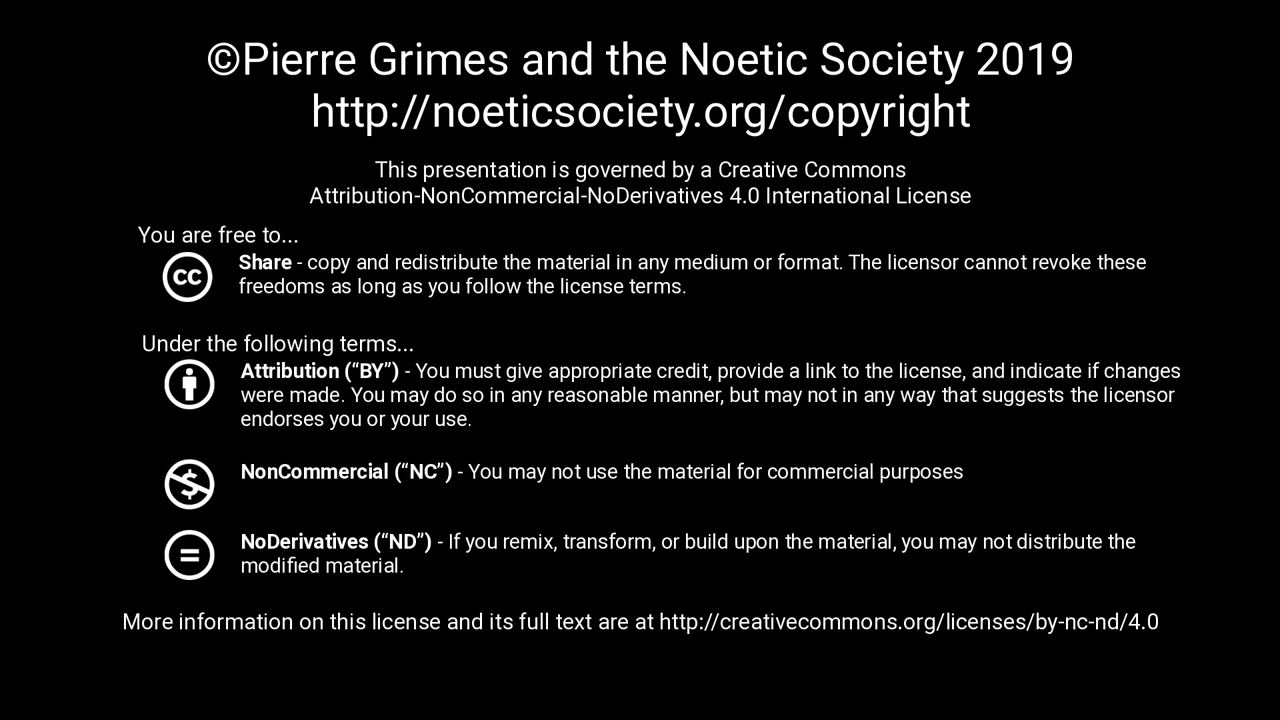 ©Pierre Grimes and the Noetic Society 2019
http://noeticsociety.org/copyright
This presentation is governed by a Creative Commons
Attribution-NonCommercial-NoDerivatives 4.0 International License
You are free to...
Share - copy and redistribute the material in any medium or format. The licensor cannot revoke these
freedoms as long as you follow the license terms.
cc
Under the following terms...
Attribution (“BY”) - You must give appropriate credit, provide a link to the license, and indicate if changes
were made. You may do so in any reasonable manner, but may not in any way that suggests the licensor
endorses you or your use.
NonCommercial (“NC”) - You may not use the material for commercial purposes
$
NoDerivatives (“ND”) - If you remix, transform, or build upon the material, you may not distribute the
modified material.
=
More information on this license and its full text are at http://creativecommons.org/licenses/by-nc-nd/4.0